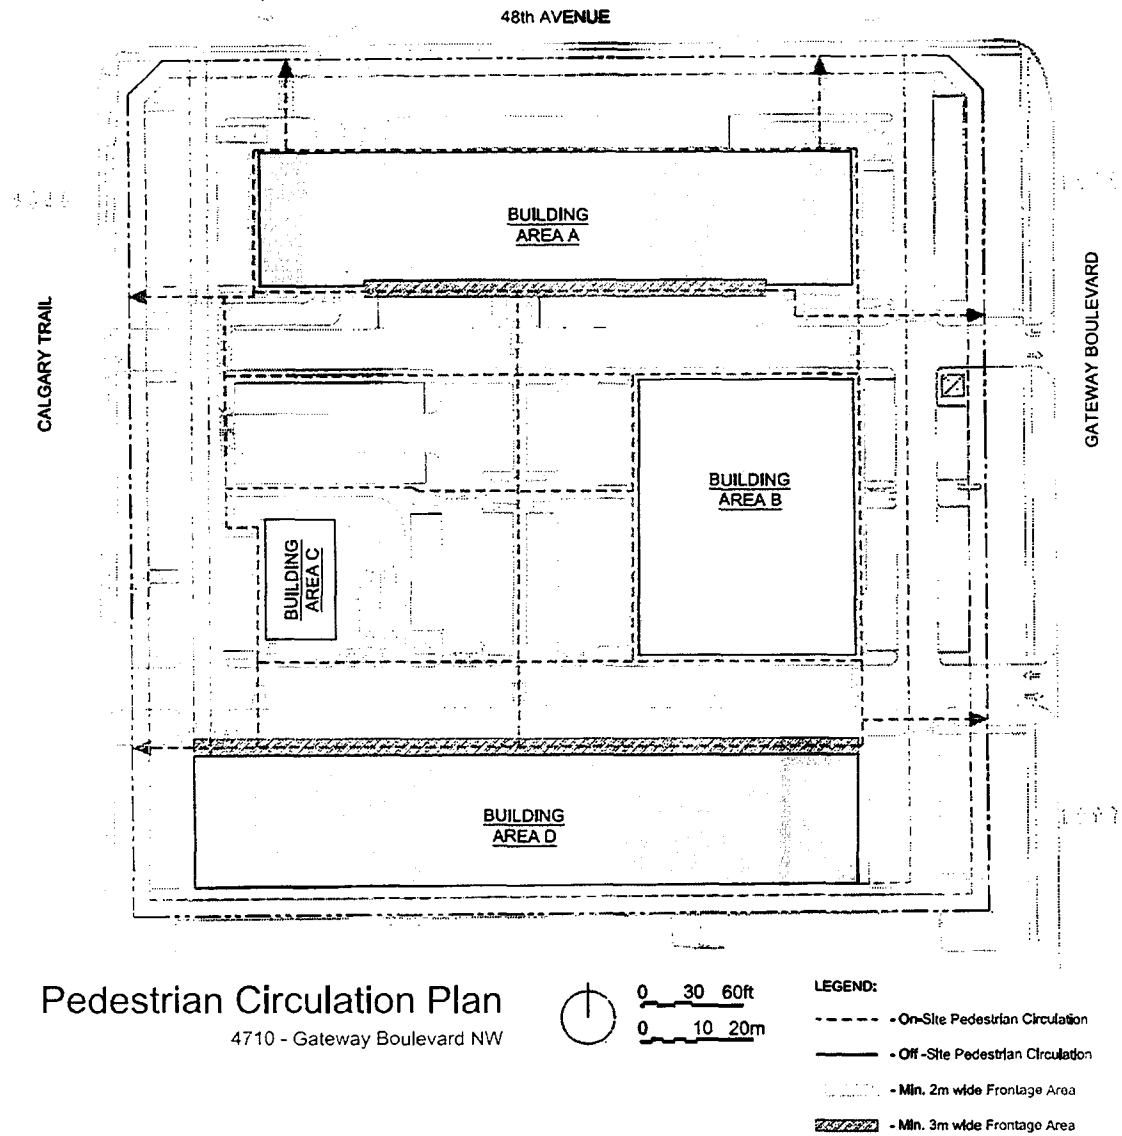 48th AVENUE
BUILDING
AREA A
CALGARY TRAIL
GATEWAY BOULEVARD
BUILDING
AREA B
BUILDING
AREA C
BUILDING
AREA D
Pedestrian Circulation Plan
4710 - Gateway Boulevard NW
0 30 60ft
0 10 20m
LEGEND:
- On-Site Pedestrian Circulation
- Off-Site Pedestrian Circulation
- Min. 2m wide Frontage Area
- Min. 3m wide Frontage Area